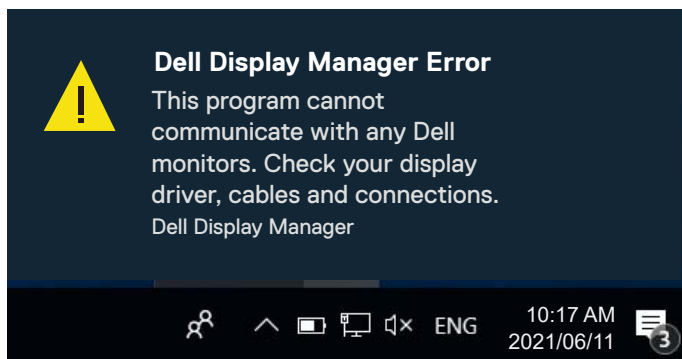 Dell Display Manager Error
This program cannot
communicate with any Dell
monitors. Check your display
driver, cables and connections.
Dell Display Manager
ENG
10:17 AM
2021/06/11
3